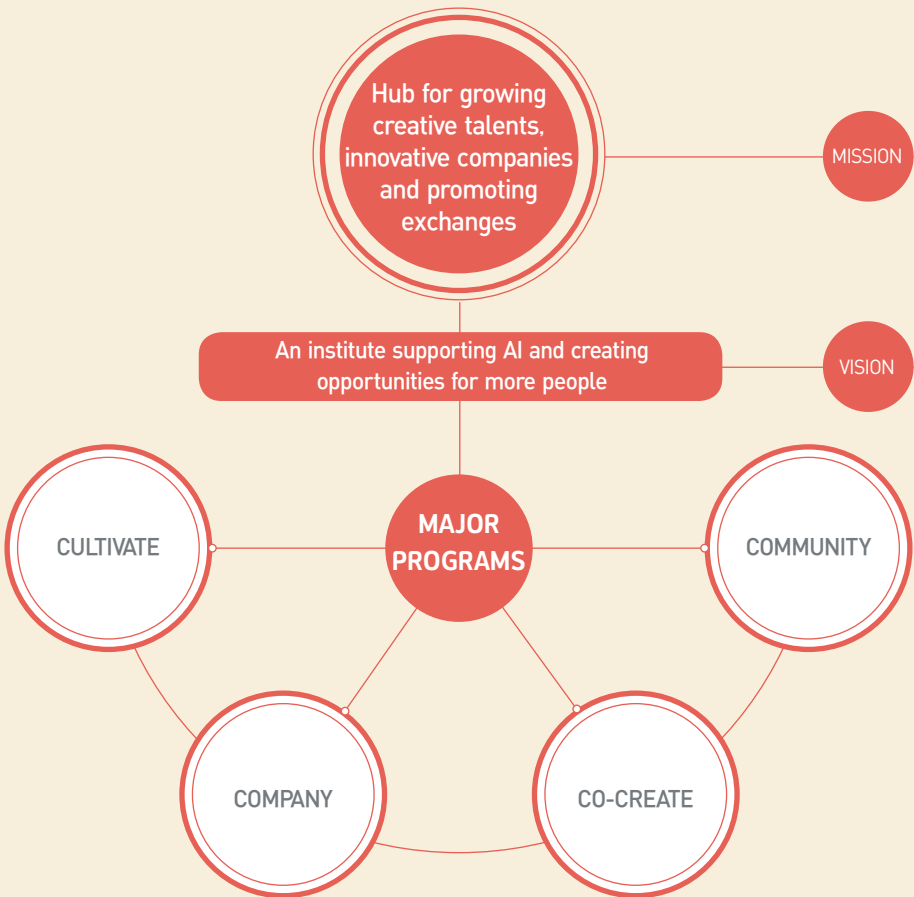 Hub for growing
creative talents,
innovative companies
and promoting
exchanges
MISSION
An institute supporting AI and creating
opportunities for more people
VISION
MAJOR
PROGRAMS
CULTIVATE
COMMUNITY
COMPANY
CO-CREATE